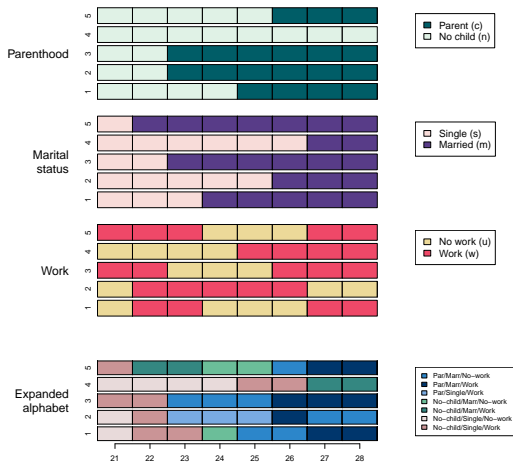 Parenthood
5
4
3
2
1
Parent (c)
No child (n)
Marital
status
5
4
3
2
1
Single (s)
Married (m)
Work
5
4
3
2
1
No work (u)
Work (w)
Expanded
alphabet
5
4
3
2
1
Par/Marr/No-work
Par/Marr/Work
Par/Single/Work
No-child/Marr/No-work
No-child/Marr/Work
No-child/Single/No-work
No-child/Single/Work
21 22 23 24 25 26 27 28